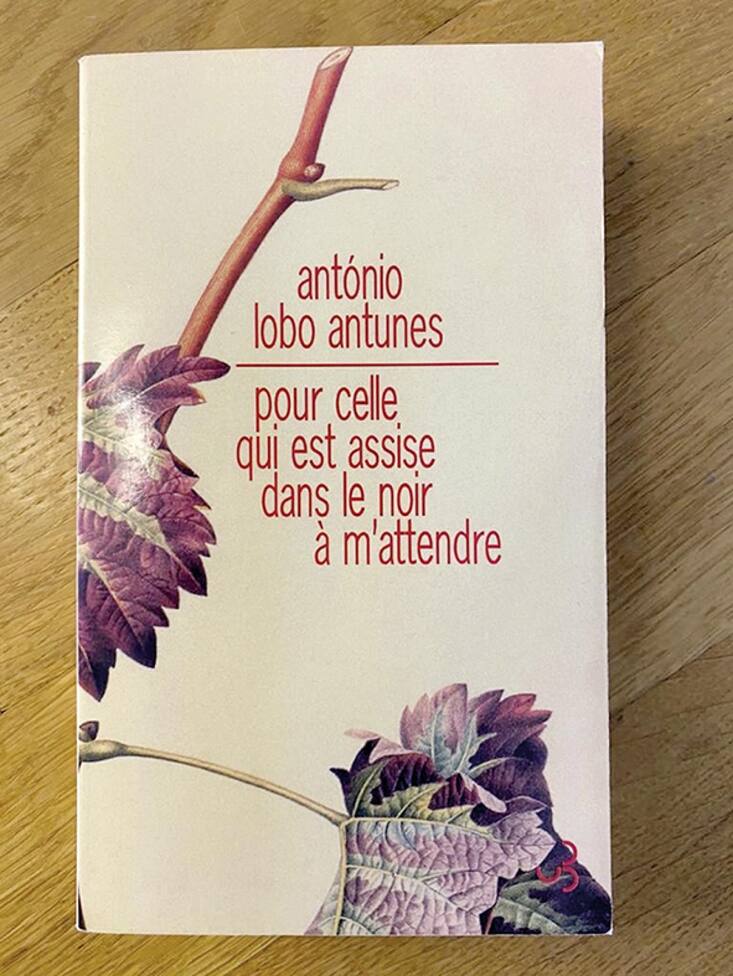 antónio
lobo antunes
pour celle
qui est assise
dans le noir
à m'attendre